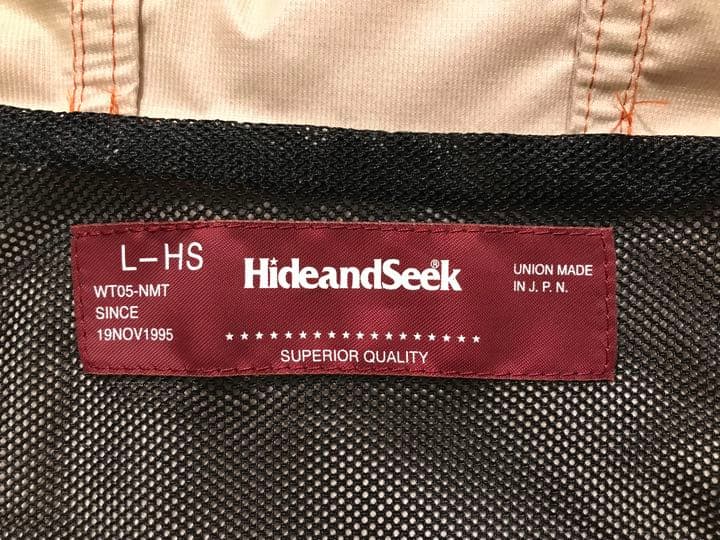 L-HS
WT05-NMT
SINCE
19NOV1995
HideandSeek®
★★★★★★★★★★★★★★★★★★
SUPERIOR QUALITY
UNION MADE
IN J. P. N.